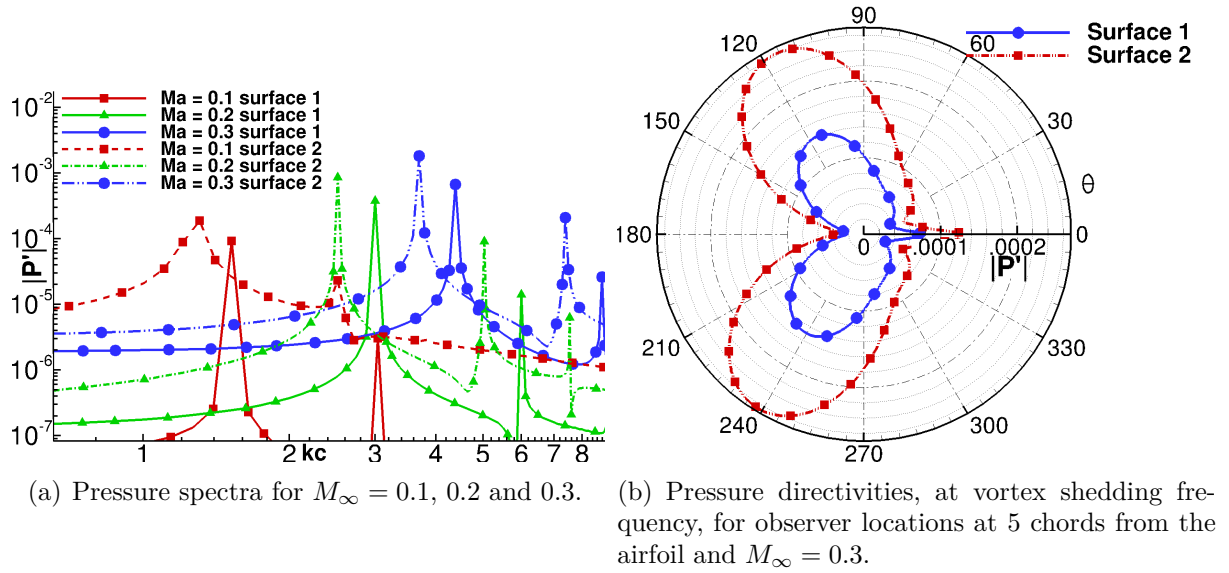 Ma = 0.1 surface 1
Ma = 0.2 surface 1
Ma = 0.3 surface 1
Ma = 0.1 surface 2
Ma = 0.2 surface 2
Ma = 0.3 surface 2
10⁻²
10⁻³
10⁻⁴
10⁻⁵
10⁻⁶
10⁻⁷
|P'|
1 2 kc 3 4 5 6 7 8
(a) Pressure spectra for M∞ = 0.1, 0.2 and 0.3.
Surface 1
Surface 2
90
120 60
150 30
θ
180 0 .0001 .0002 0
|P'|
210 330
240 300
270
(b) Pressure directivities, at vortex shedding fre-
quency, for observer locations at 5 chords from the
airfoil and M∞ = 0.3.